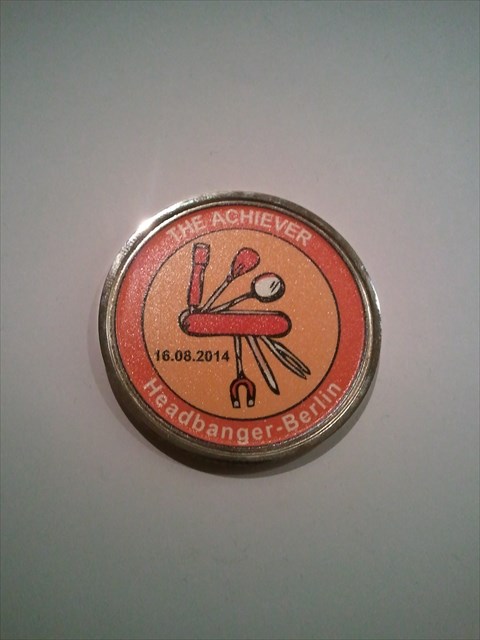 THE ACHIEVER
16.08.2014
Headbanger-Berlin